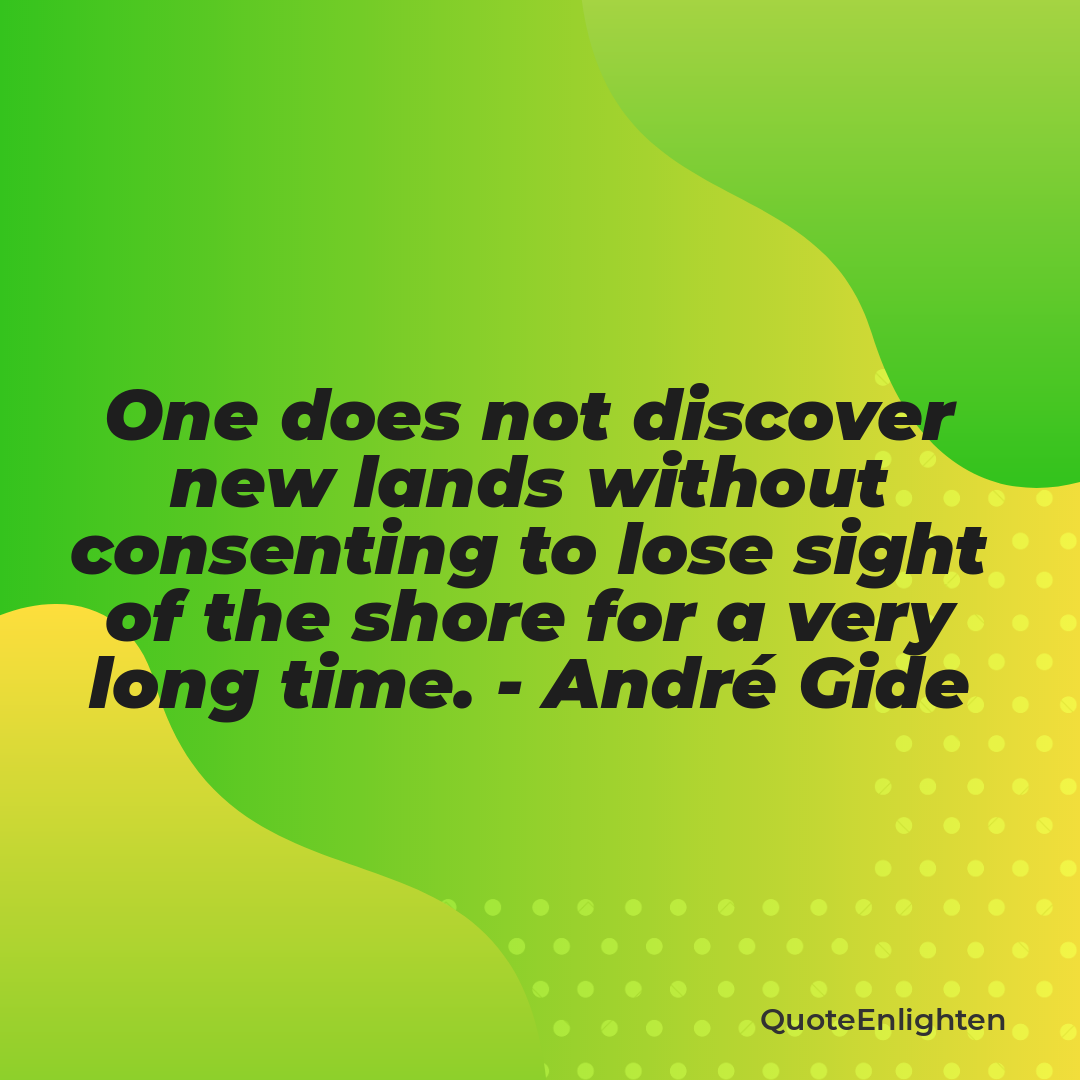 One does not discover
new lands without
consenting to lose sight
of the shore for a very
long time. - André Gide
QuoteEnlighten